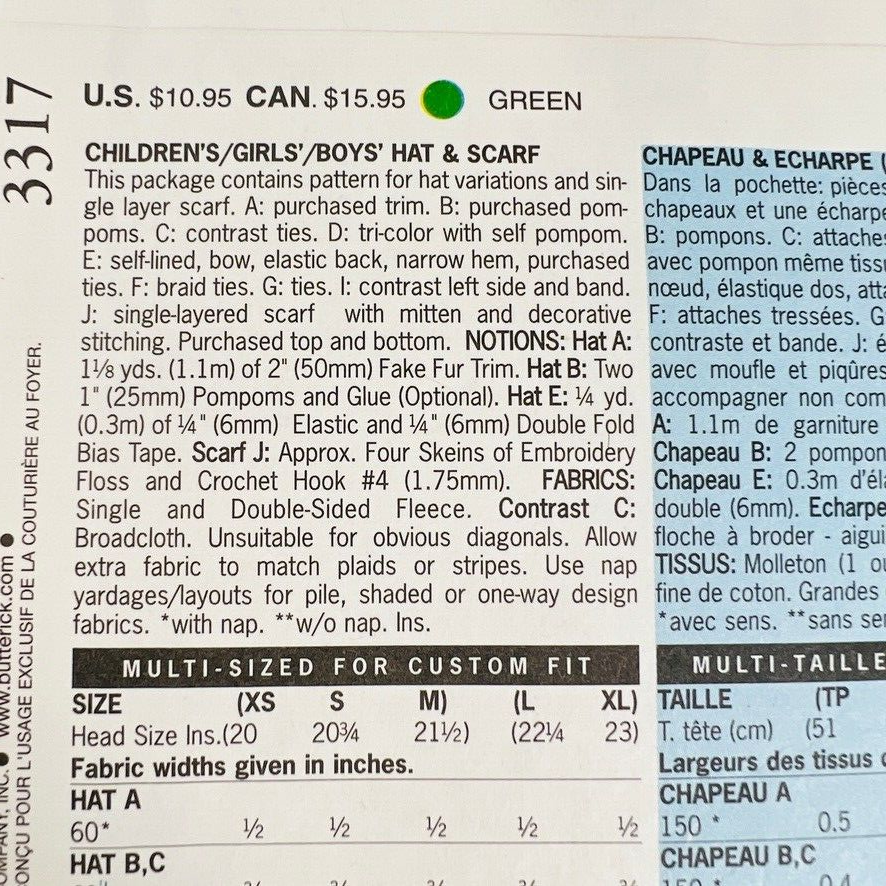 3317
U.S. $10.95 CAN. $15.95 GREEN
CHILDREN'S/GIRLS'/BOYS' HAT & SCARF
This package contains pattern for hat variations and sin-
gle layer scarf. A: purchased trim. B: purchased pom-
poms. C: contrast ties. D: tri-color with self pompom.
E: self-lined, bow, elastic back, narrow hem, purchased
ties. F: braid ties. G: ties. I: contrast left side and band.
J: single-layered scarf with mitten and decorative
stitching. Purchased top and bottom. NOTIONS: Hat A:
1⅛ yds. (1.1m) of 2" (50mm) Fake Fur Trim. Hat B: Two
1" (25mm) Pompoms and Glue (Optional). Hat E: ¼ yd.
(0.3m) of ¼" (6mm) Elastic and ¼" (6mm) Double Fold
Bias Tape. Scarf J: Approx. Four Skeins of Embroidery
Floss and Crochet Hook #4 (1.75mm). FABRICS:
Single and Double-Sided Fleece. Contrast C:
Broadcloth. Unsuitable for obvious diagonals. Allow
extra fabric to match plaids or stripes. Use nap
yardages/layouts for pile, shaded or one-way design
fabrics. *with nap. **w/o nap. Ins.
MULTI-SIZED FOR CUSTOM FIT
SIZE (XS S M) (L XL)
Head Size Ins.(20 20¾ 21½) (22¼ 23)
Fabric widths given in inches.
HAT A
60* ½ ½ ½ ½ ½
HAT B,C
CHAPEAU & ECHARPE (
Dans la pochette: pièces
chapeaux et une écharpe
B: pompons. C: attaches
avec pompon même tissu
nœud, élastique dos, atta
F: attaches tressées. G
contraste et bande. J: é
avec moufle et piqûres
accompagner non com
A: 1.1m de garniture
Chapeau B: 2 pompon
Chapeau E: 0.3m d'éla
double (6mm). Echarpe
floche à broder - aigui
TISSUS: Molleton (1 ou
fine de coton. Grandes
*avec sens. **sans se
MULTI-TAILLE
TAILLE (TP
T. tête (cm) (51
Largeurs des tissus
CHAPEAU A
150 * 0.5
CHAPEAU B,C
150 * 0.4
OMPANY, INC. ● www.butterick.com ●
CONÇU POUR L'USAGE EXCLUSIF DE LA COUTURIÈRE AU FOYER.